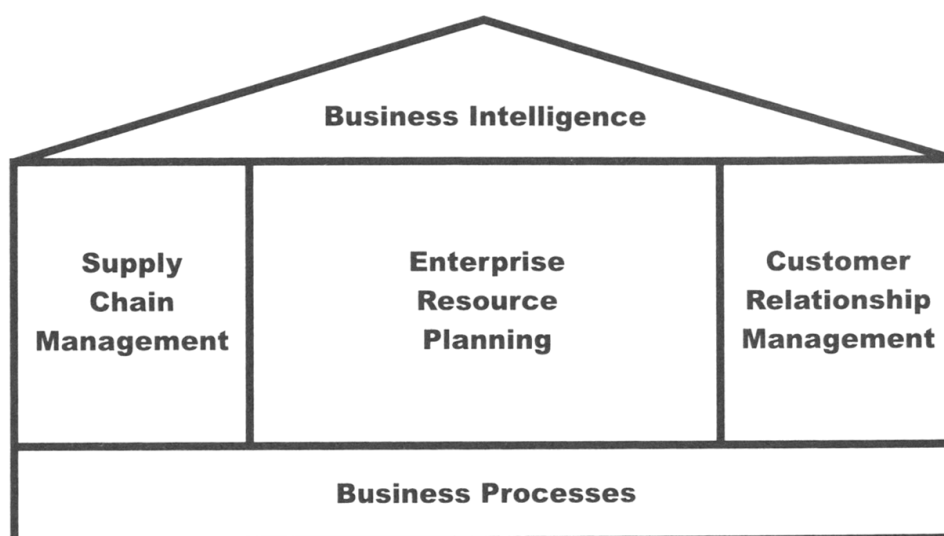 Business Intelligence
Supply
Chain
Management
Enterprise
Resource
Planning
Customer
Relationship
Management
Business Processes